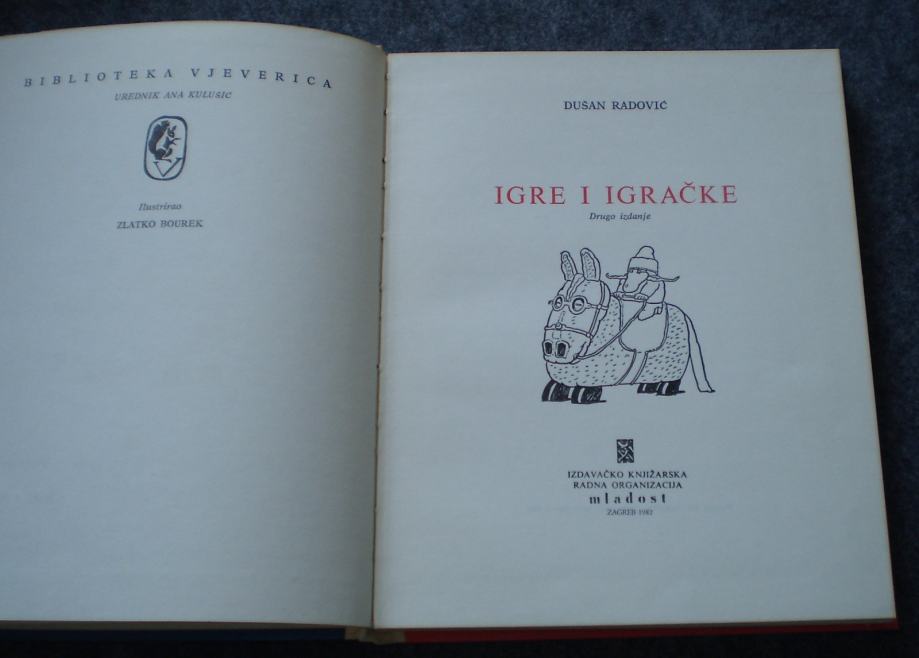 BIBLIOTEKA VJEVERICA
UREDNIK ANA KULUŠIĆ
Ilustrirao
ZLATKO BOUREK
DUŠAN RADOVIĆ
IGRE I IGRAČKE
Drugo izdanje
IZDAVAČKO KNJIŽARSKA
RADNA ORGANIZACIJA
mladost
ZAGREB 1982